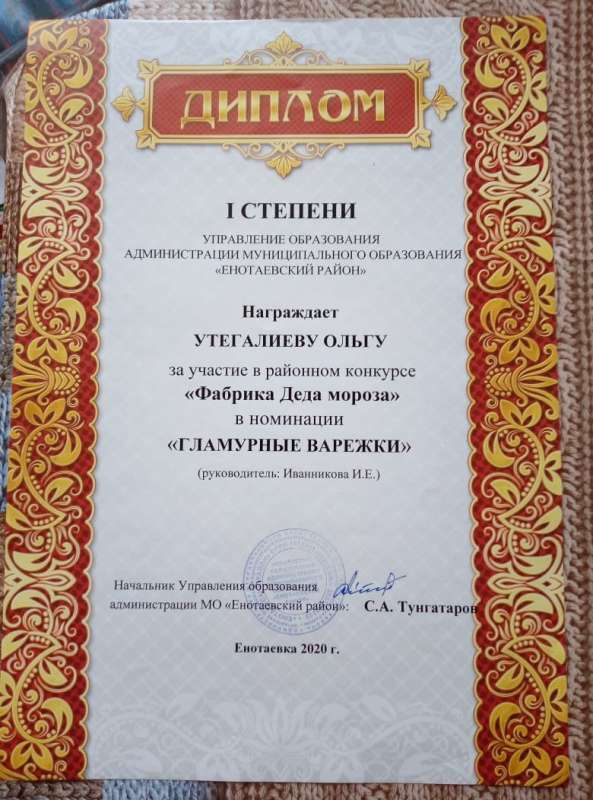 ДИПЛОМ
I СТЕПЕНИ
УПРАВЛЕНИЕ ОБРАЗОВАНИЯ
АДМИНИСТРАЦИИ МУНИЦИПАЛЬНОГО ОБРАЗОВАНИЯ
«ЕНОТАЕВСКИЙ РАЙОН»
Награждает
УТЕГАЛИЕВУ ОЛЬГУ
за участие в районном конкурсе
«Фабрика Деда мороза»
в номинации
«ГЛАМУРНЫЕ ВАРЕЖКИ»
(руководитель: Иванникова И.Е.)
Начальник Управления образования
администрации МО «Енотаевский район»: С.А. Тунгатаров
Енотаевка 2020 г.